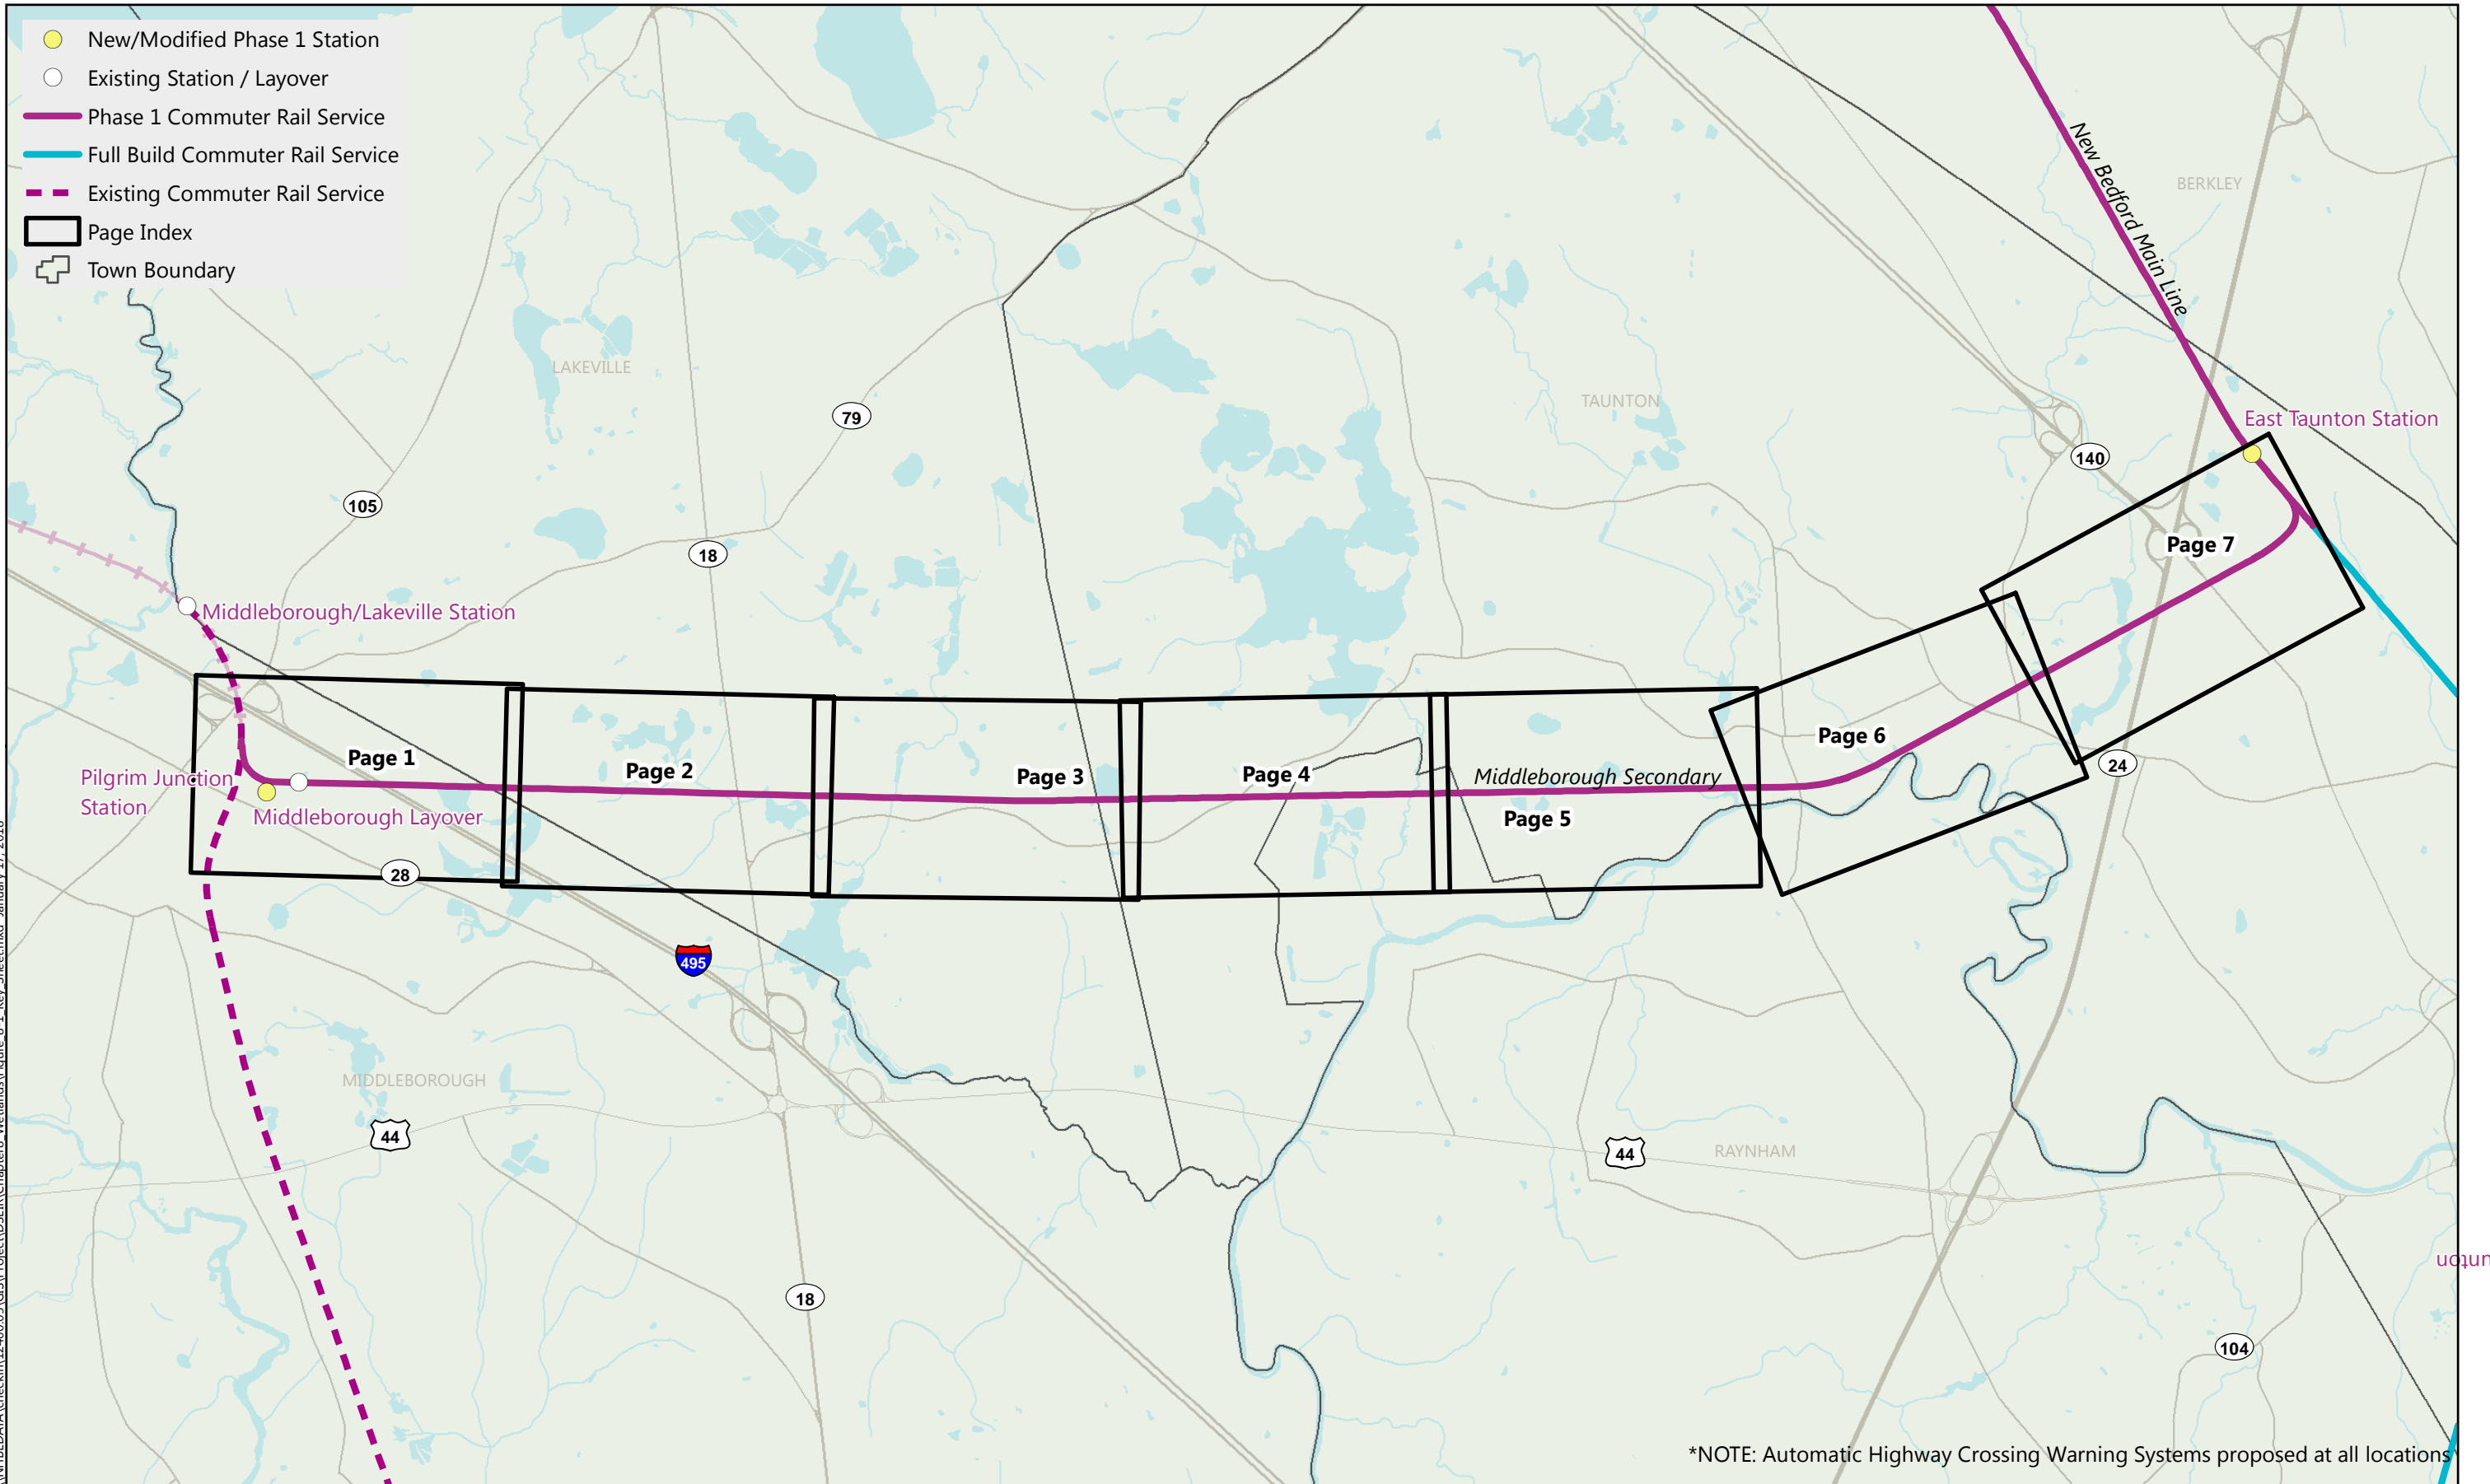 New/Modified Phase 1 Station
Existing Station / Layover
Phase 1 Commuter Rail Service
Full Build Commuter Rail Service
Existing Commuter Rail Service
Page Index
Town Boundary
New Bedford Main Line
BERKLEY
LAKEVILLE
TAUNTON
79
East Taunton Station
140
105
18
Page 7
Middleborough/Lakeville Station
Page 6
Page 1
Page 2
Page 3
Page 4
Middleborough Secondary
24
Pilgrim Junction
Station
Middleborough Layover
Page 5
28
495
MIDDLEBOROUGH
44
44
RAYNHAM
18
104
*NOTE: Automatic Highway Crossing Warning Systems proposed at all locations